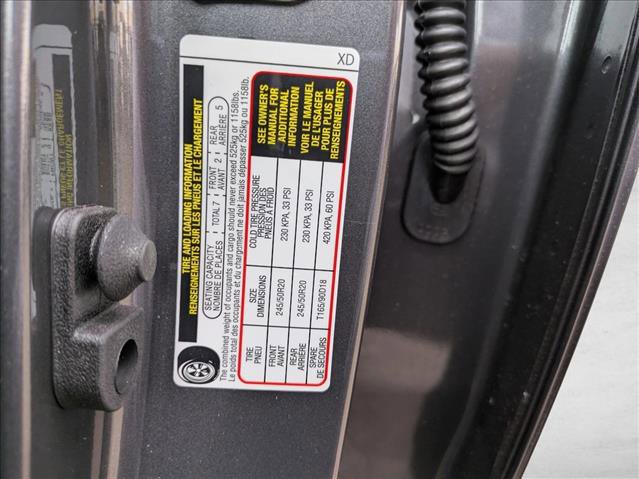 XD
TIRE AND LOADING INFORMATION
RENSEIGNEMENTS SUR LES PNEUS ET LE CHARGEMENT
SEATING CAPACITY TOTAL 7 FRONT 2 REAR 5
NOMBRE DE PLACES AVANT ARRIÈRE
The combined weight of occupants and cargo should never exceed 525kg or 1158lbs.
Le poids total des occupants et du chargement ne doit jamais dépasser 525kg ou 1158lb.
TIRE SIZE COLD TIRE PRESSURE SEE OWNER'S
PNEU DIMENSIONS PRESSION DES MANUAL FOR
PNEUS À FROID ADDITIONAL
FRONT 245/50R20 230 KPA, 33 PSI INFORMATION
AVANT
REAR 245/50R20 230 KPA, 33 PSI VOIR LE MANUEL
ARRIÈRE DE L'USAGER
SPARE T165/90D18 420 KPA, 60 PSI POUR PLUS DE
DE SECOURS RENSEIGNEMENTS